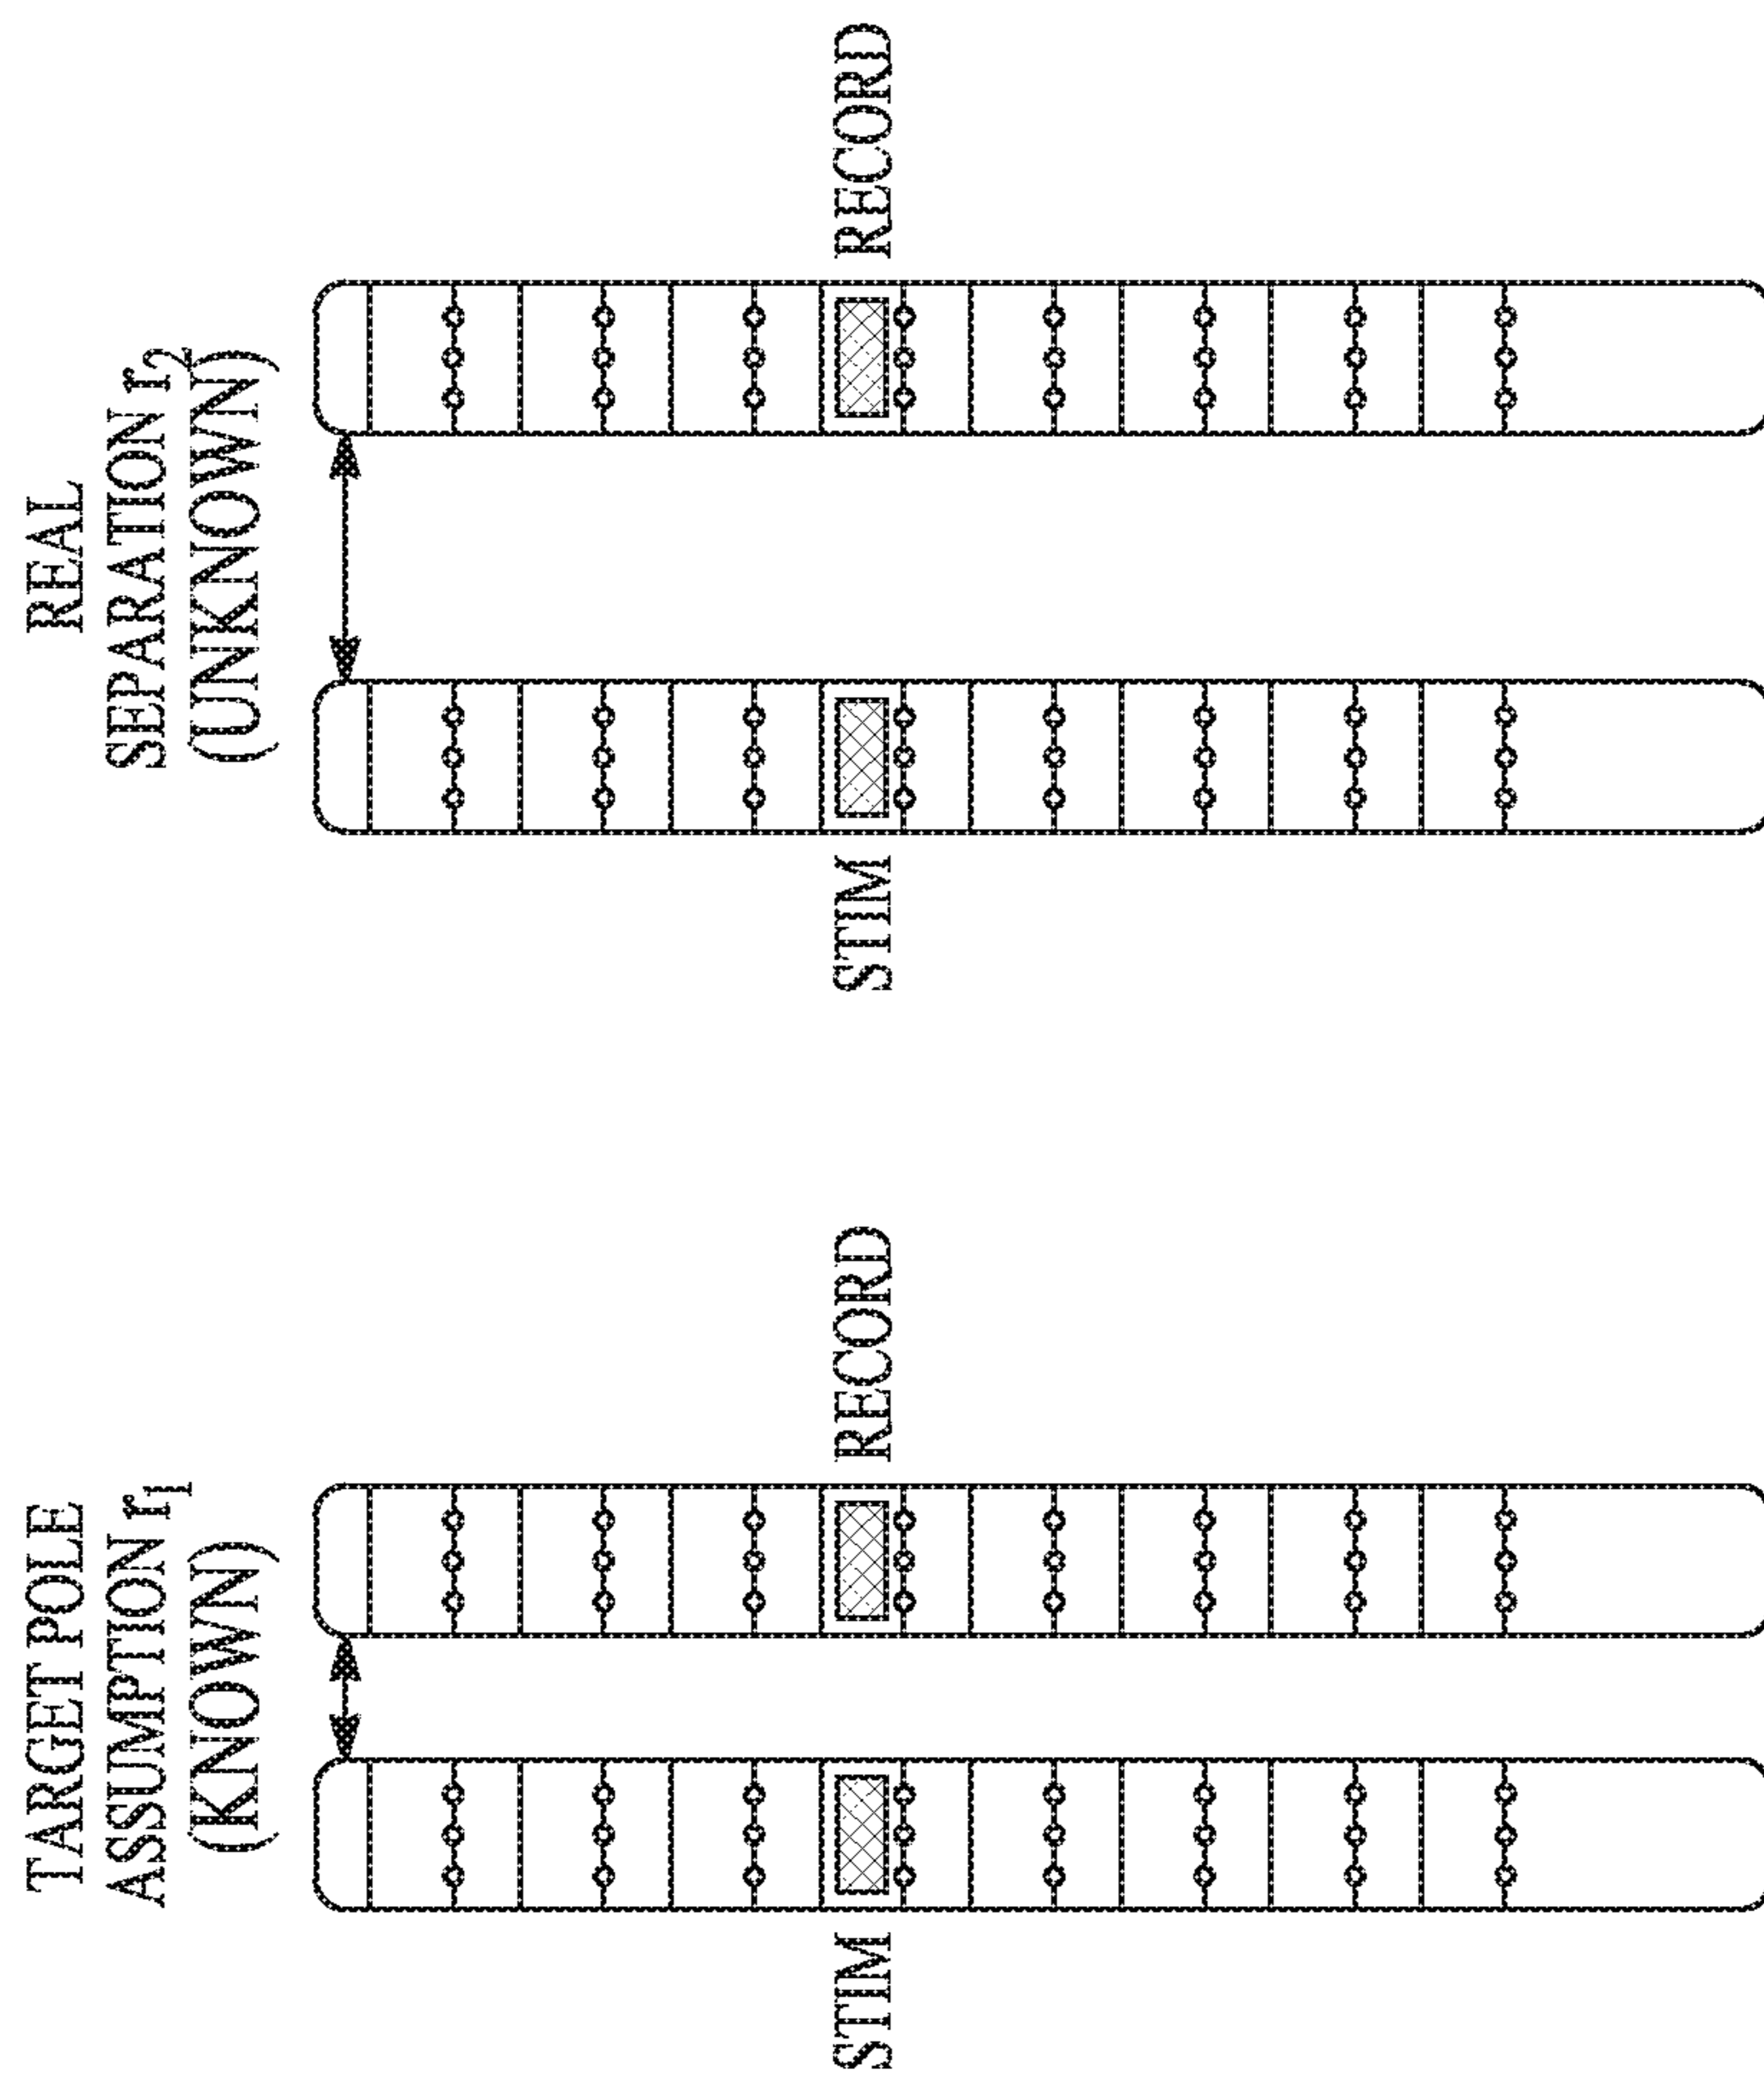 TARGET POLE
ASSUMPTION r1
(KNOWN)
STIM
RECORD
REAL
SEPARATION r2
(UNKNOWN)
STIM
RECORD